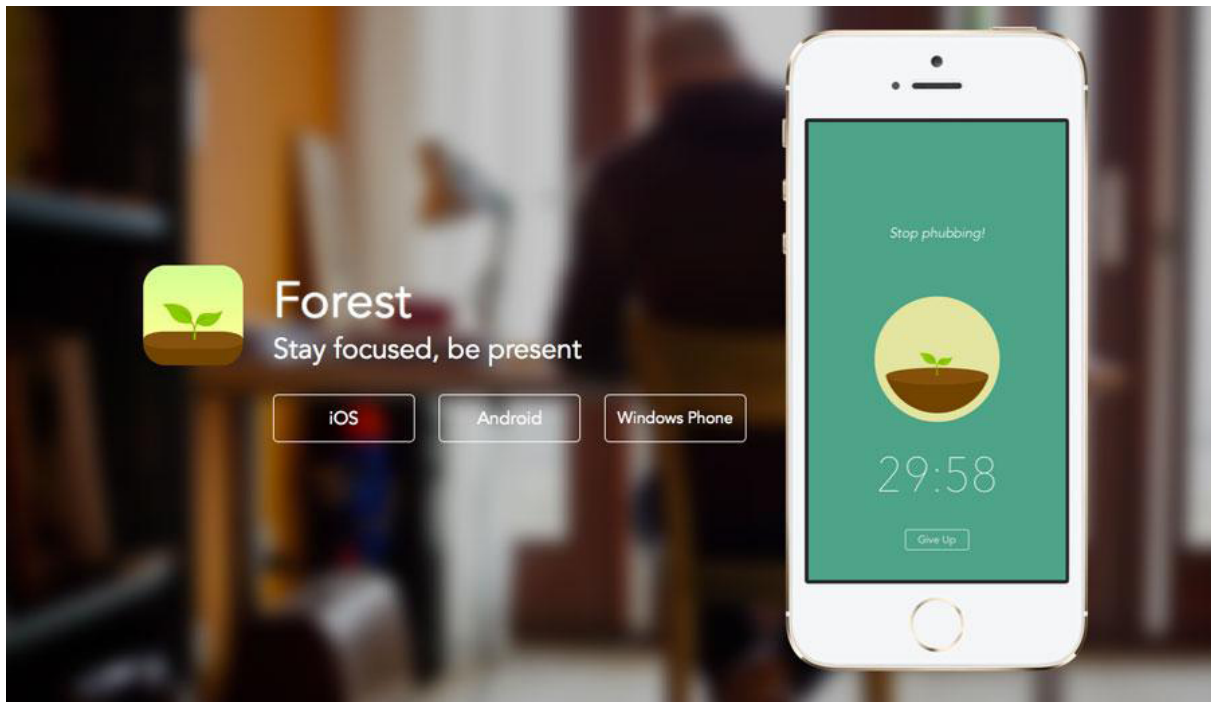 Forest
Stay focused, be present
iOS
Android
Windows Phone
Stop phubbing!
29:58
Give Up